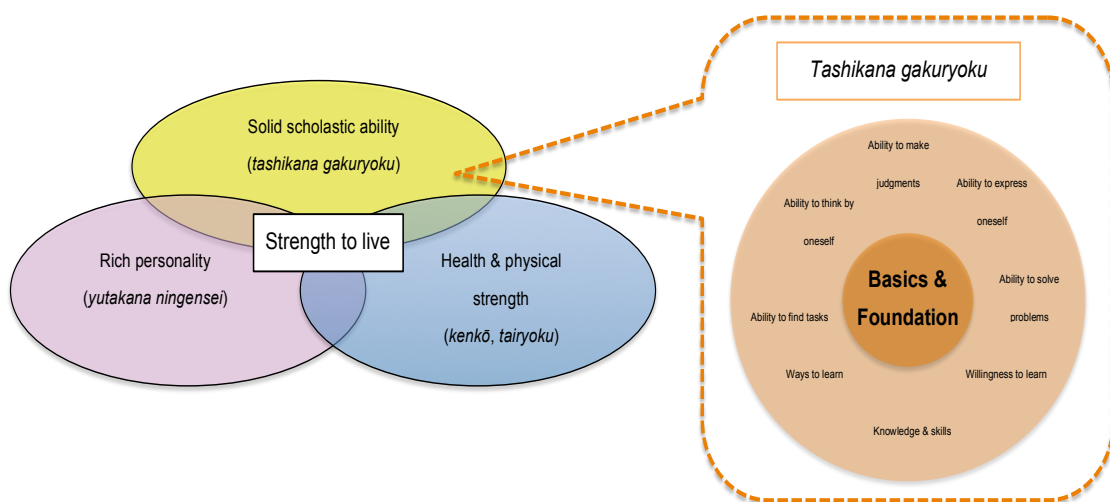 Solid scholastic ability
(tashikana gakuryoku)
Strength to live
Rich personality
(yutakana ningensei)
Health & physical
strength
(kenkō, tairyoku)
Tashikana gakuryoku
Ability to make
judgments
Ability to express
oneself
Ability to think by
oneself
Basics &
Foundation
Ability to solve
problems
Ability to find tasks
Ways to learn
Willingness to learn
Knowledge & skills